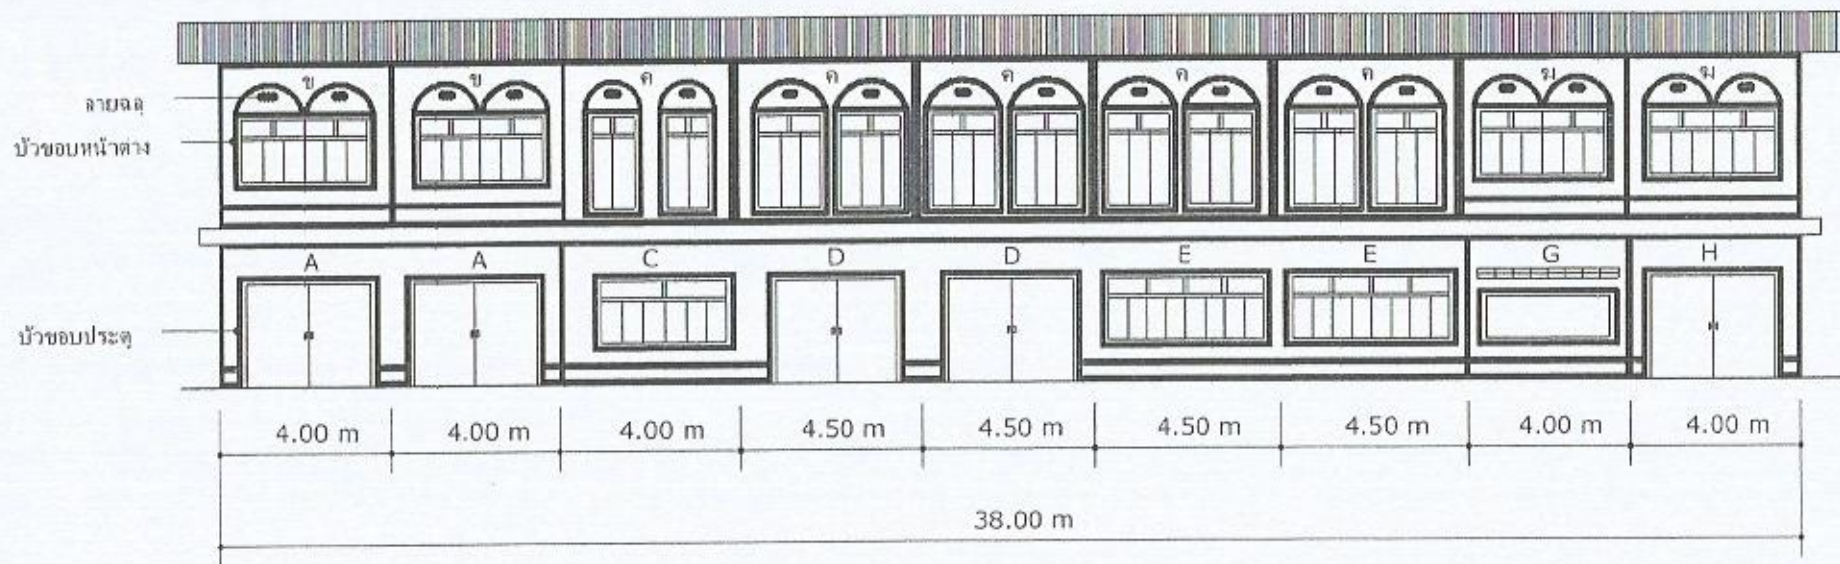 ข ข ค ค ค ค ค ฆ ฆ
ลายฉลุ
บัวขอบหน้าต่าง
A A C D D E E G H
บัวขอบประตู
4.00 m 4.00 m 4.00 m 4.50 m 4.50 m 4.50 m 4.50 m 4.00 m 4.00 m
38.00 m